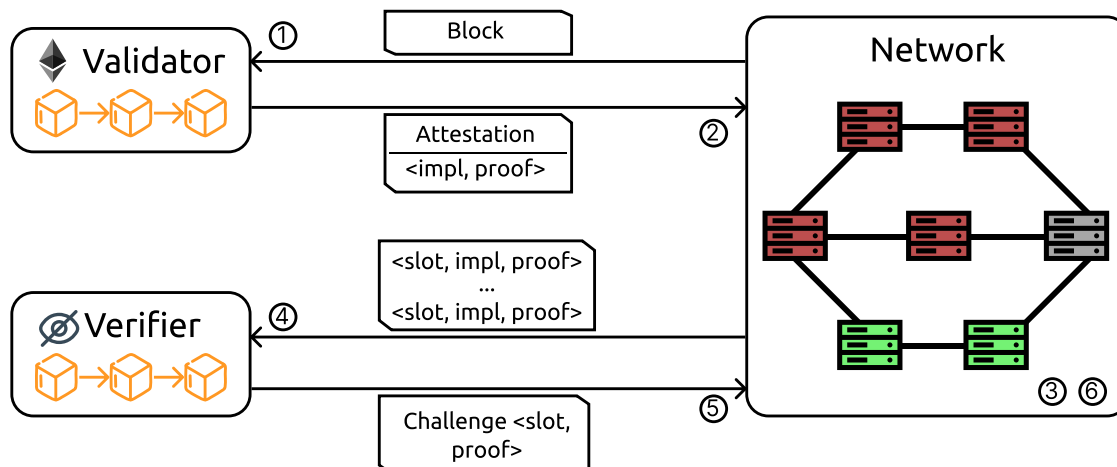 ①
Block
Network
Validator
②
Attestation
<impl, proof>
<slot, impl, proof>
...
<slot, impl, proof>
Verifier
④
③ ⑥
⑤
Challenge <slot,
proof>